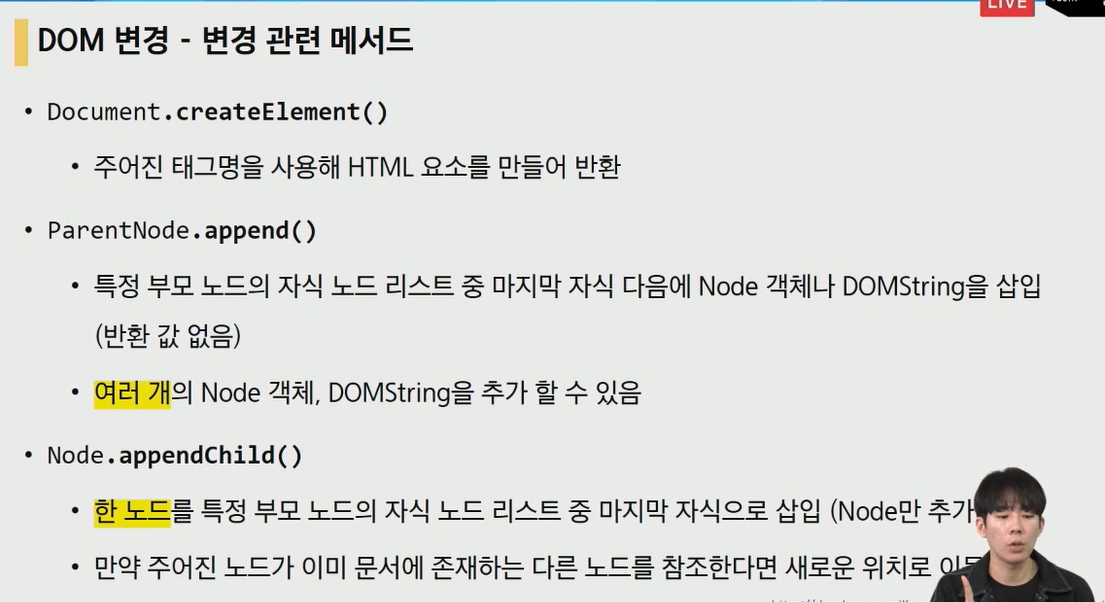 LIVE
DOM 변경 - 변경 관련 메서드
• Document.createElement()
• 주어진 태그명을 사용해 HTML 요소를 만들어 반환
• ParentNode.append()
• 특정 부모 노드의 자식 노드 리스트 중 마지막 자식 다음에 Node 객체나 DOMString을 삽입
(반환 값 없음)
• 여러 개의 Node 객체, DOMString을 추가 할 수 있음
• Node.appendChild()
• 한 노드를 특정 부모 노드의 자식 노드 리스트 중 마지막 자식으로 삽입 (Node만 추가
• 만약 주어진 노드가 이미 문서에 존재하는 다른 노드를 참조한다면 새로운 위치로